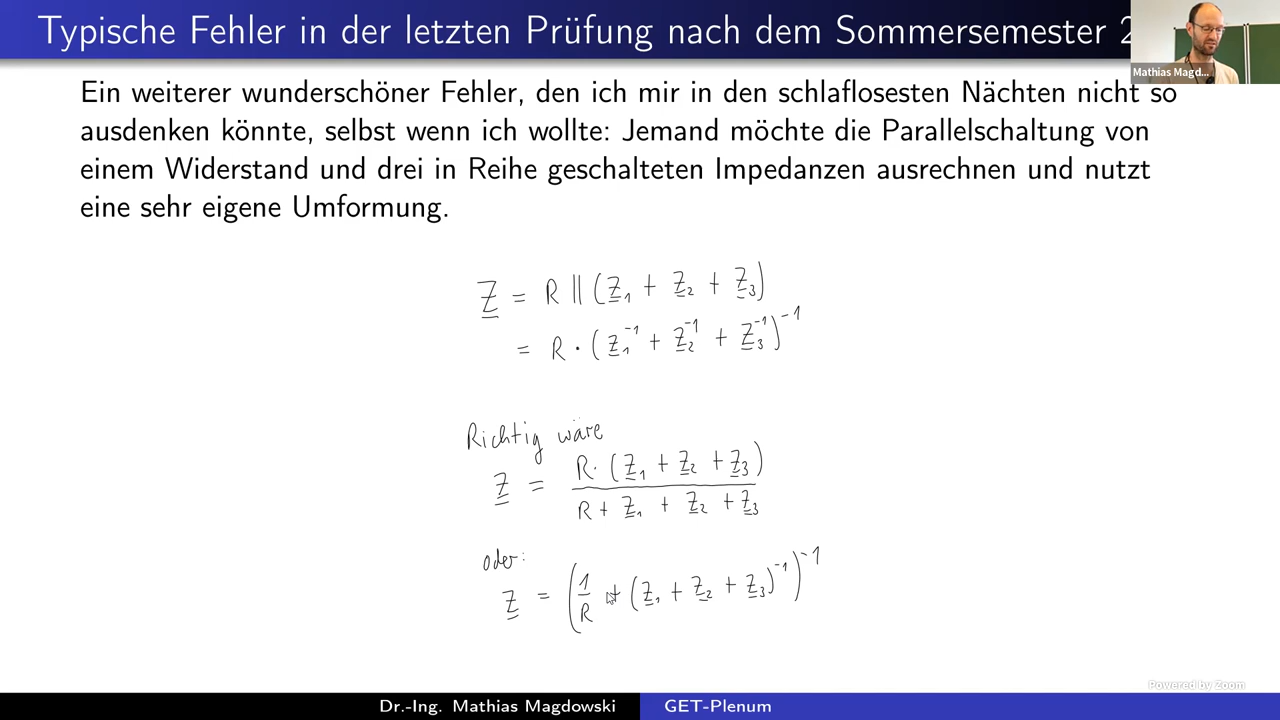 Typische Fehler in der letzten Prüfung nach dem Sommersemester 2
Mathias Magd...
Ein weiterer wunderschöner Fehler, den ich mir in den schlaflosesten Nächten nicht so
ausdenken könnte, selbst wenn ich wollte: Jemand möchte die Parallelschaltung von
einem Widerstand und drei in Reihe geschalteten Impedanzen ausrechnen und nutzt
eine sehr eigene Umformung.
Z = R || (Z₁ + Z₂ + Z₃)
= R · (Z₁⁻¹ + Z₂⁻¹ + Z₃⁻¹)⁻¹
Richtig wäre
Z = R · (Z₁ + Z₂ + Z₃) / R + Z₁ + Z₂ + Z₃
oder:
Z = (1/R + (Z₁ + Z₂ + Z₃)⁻¹)⁻¹
Powered by Zoom
Dr.-Ing. Mathias Magdowski GET-Plenum